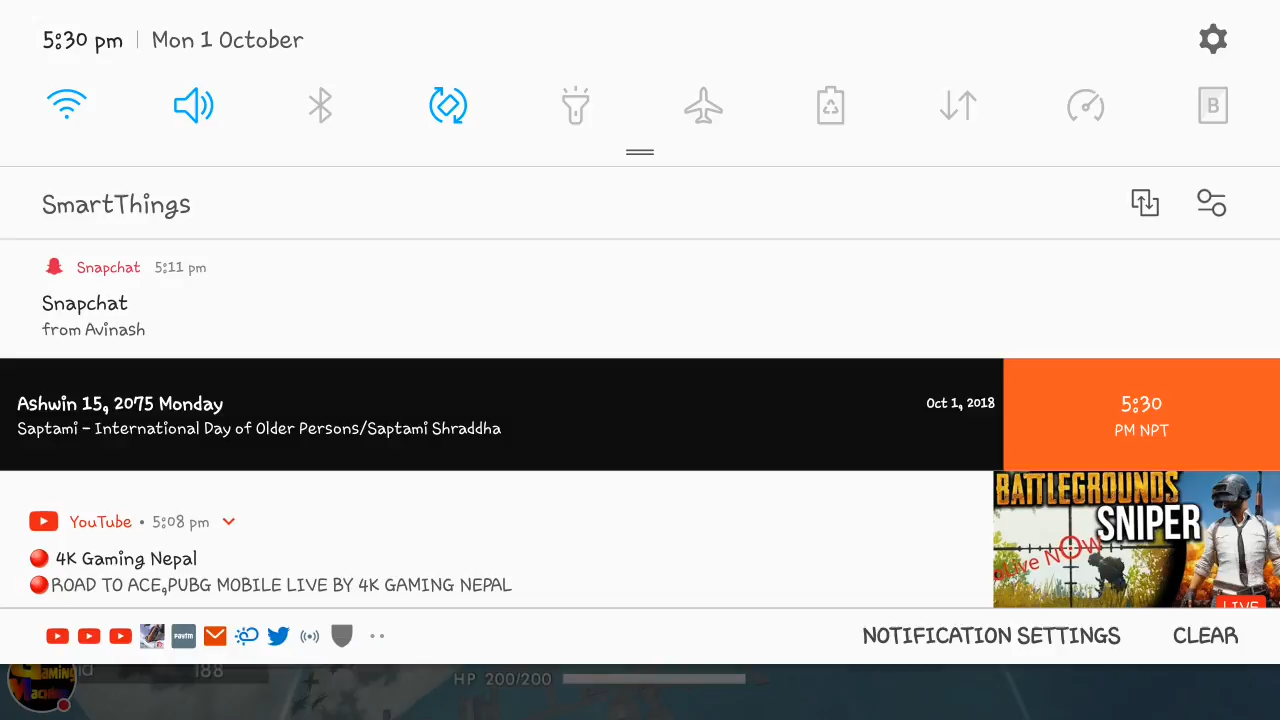 5:30 pm | Mon 1 October
B
SmartThings
Snapchat 5:11 pm
Snapchat
from Avinash
Ashwin 15, 2075 Monday
Saptami - International Day of Older Persons/Saptami Shraddha
Oct 1, 2018
5:30
PM NPT
YouTube • 5:08 pm
4K Gaming Nepal
ROAD TO ACE,PUBG MOBILE LIVE BY 4K GAMING NEPAL
BATTLEGROUNDS
SNIPER
Live NOW
LIVE
Paytm
NOTIFICATION SETTINGS
CLEAR
188
HP 200/200
Gaming